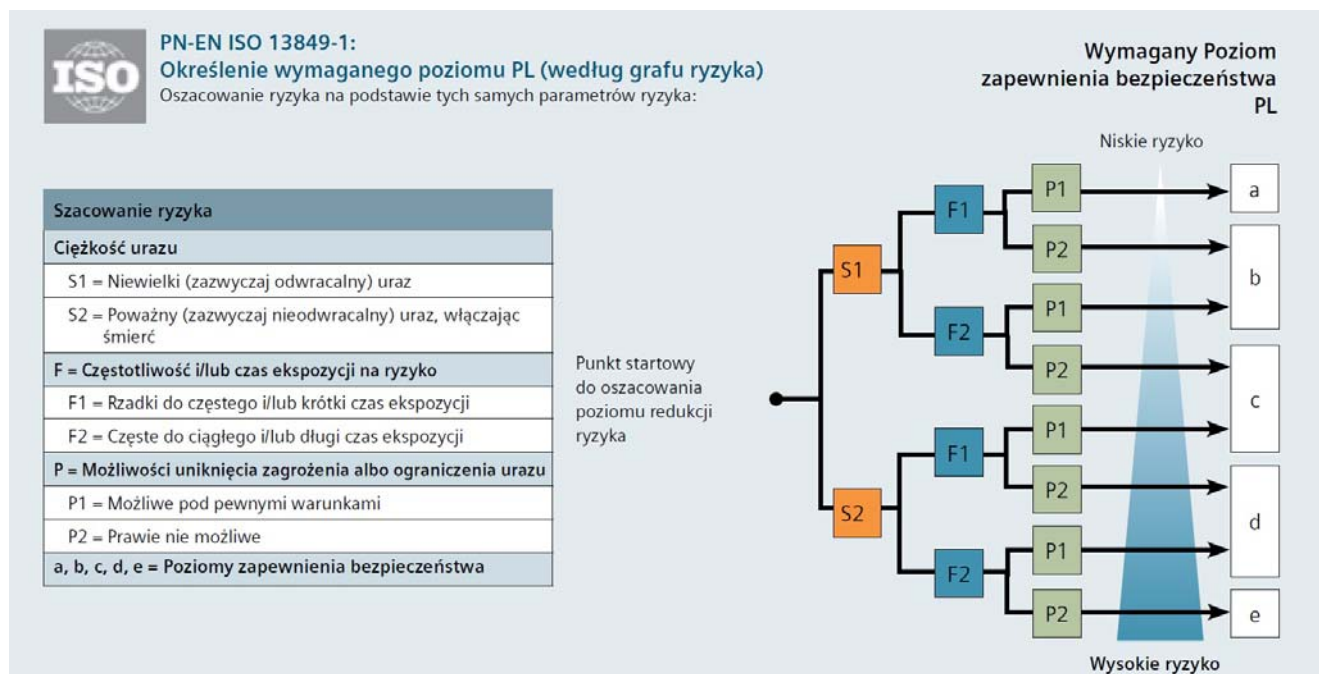 ISO
PN-EN ISO 13849-1:
Określenie wymaganego poziomu PL (według grafu ryzyka)
Oszacowanie ryzyka na podstawie tych samych parametrów ryzyka:
Wymagany Poziom
zapewnienia bezpieczeństwa
PL
Niskie ryzyko
Szacowanie ryzyka
Ciężkość urazu
S1 = Niewielki (zazwyczaj odwracalny) uraz
S2 = Poważny (zazwyczaj nieodwracalny) uraz, włączając
śmierć
F = Częstotliwość i/lub czas ekspozycji na ryzyko
F1 = Rzadki do częstego i/lub krótki czas ekspozycji
F2 = Częste do ciągłego i/lub długi czas ekspozycji
P = Możliwości uniknięcia zagrożenia albo ograniczenia urazu
P1 = Możliwe pod pewnymi warunkami
P2 = Prawie nie możliwe
a, b, c, d, e = Poziomy zapewnienia bezpieczeństwa
Punkt startowy
do oszacowania
poziomu redukcji
ryzyka
S1
S2
F1
F2
F1
F2
P1
P2
P1
P2
P1
P2
P1
P2
a
b
c
d
e
Wysokie ryzyko